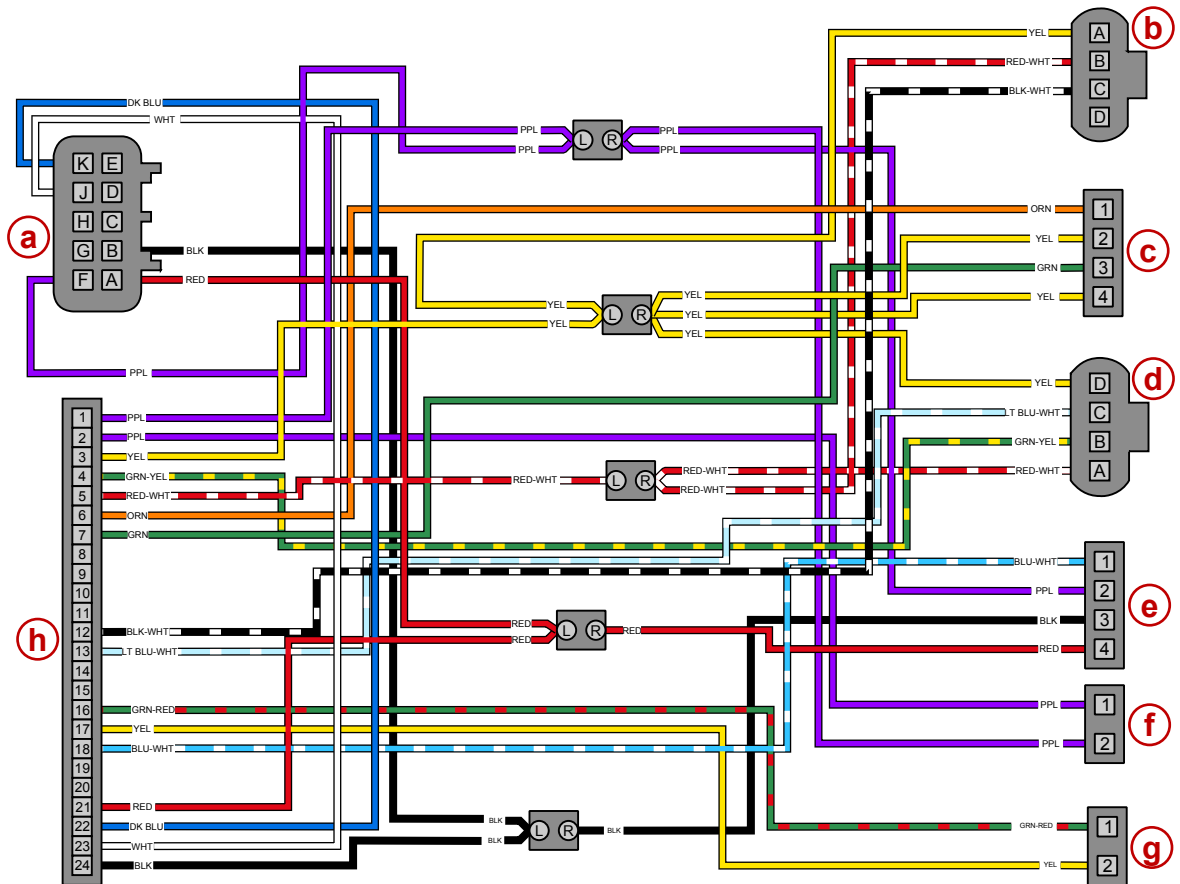 b
YEL A
RED-WHT B
BLK-WHT C
D
DK BLU
WHT
PPL L R PPL
PPL PPL
a
K E
J D
H C
G B BLK
F A RED
PPL
c
ORN 1
YEL 2
GRN 3
YEL 4
YEL L R YEL
YEL YEL
YEL
d
YEL D
LT BLU-WHT C
GRN-YEL B
RED-WHT A
RED-WHT L R RED-WHT
RED-WHT
h
1 PPL
2 PPL
3 YEL
4 GRN-YEL
5 RED-WHT
6 ORN
7 GRN
8
9
10
11
12 BLK-WHT
13 LT BLU-WHT
14
15
16 GRN-RED
17 YEL
18 BLU-WHT
19
20
21 RED
22 DK BLU
23 WHT
24 BLK
RED L R RED
RED
BLK L R BLK
BLK
e
BLU-WHT 1
PPL 2
BLK 3
RED 4
f
PPL 1
PPL 2
g
GRN-RED 1
YEL 2